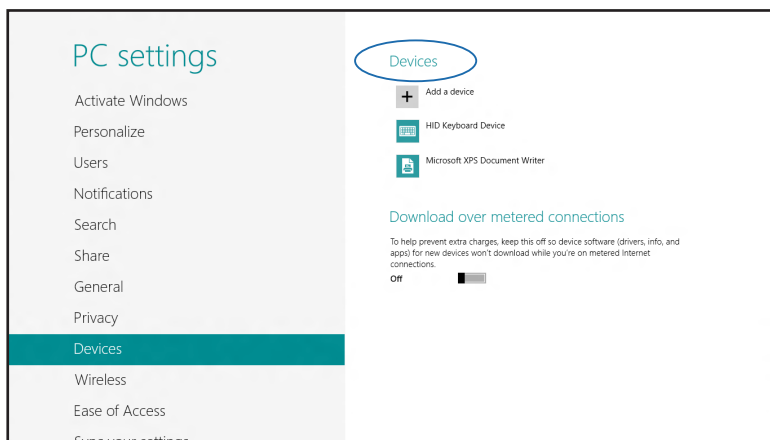 PC settings
Activate Windows
Personalize
Users
Notifications
Search
Share
General
Privacy
Devices
Wireless
Ease of Access
Sync your settings
Devices
Add a device
HID Keyboard Device
Microsoft XPS Document Writer
Download over metered connections
To help prevent extra charges, keep this off so device software (drivers, info, and
apps) for new devices won't download while you're on metered Internet
connections.
Off